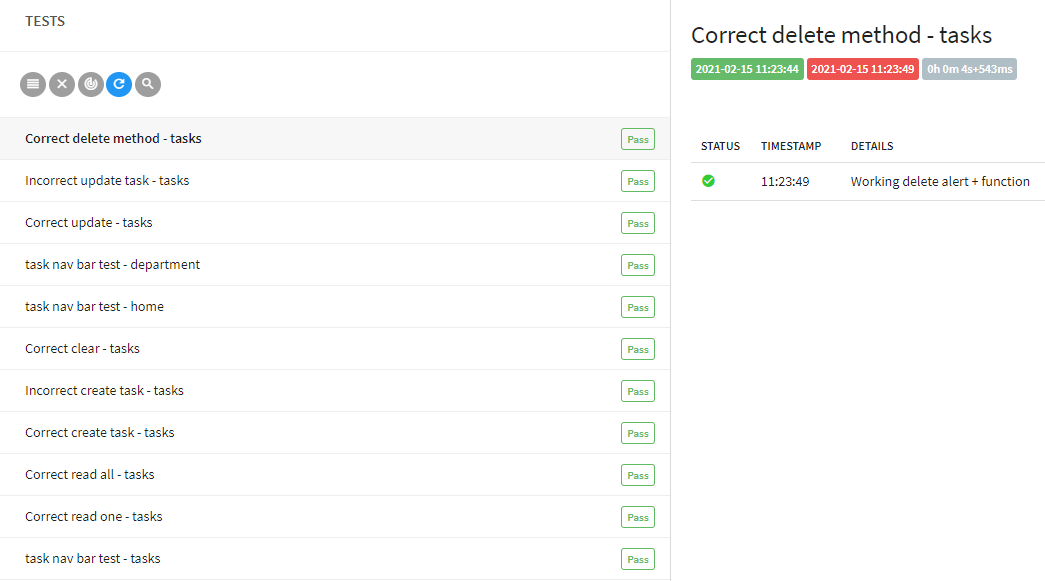 TESTS
Correct delete method - tasks Pass
Incorrect update task - tasks Pass
Correct update - tasks Pass
task nav bar test - department Pass
task nav bar test - home Pass
Correct clear - tasks Pass
Incorrect create task - tasks Pass
Correct create task - tasks Pass
Correct read all - tasks Pass
Correct read one - tasks Pass
task nav bar test - tasks Pass
Correct delete method - tasks
2021-02-15 11:23:44 2021-02-15 11:23:49 0h 0m 4s+543ms
STATUS TIMESTAMP DETAILS
11:23:49 Working delete alert + function